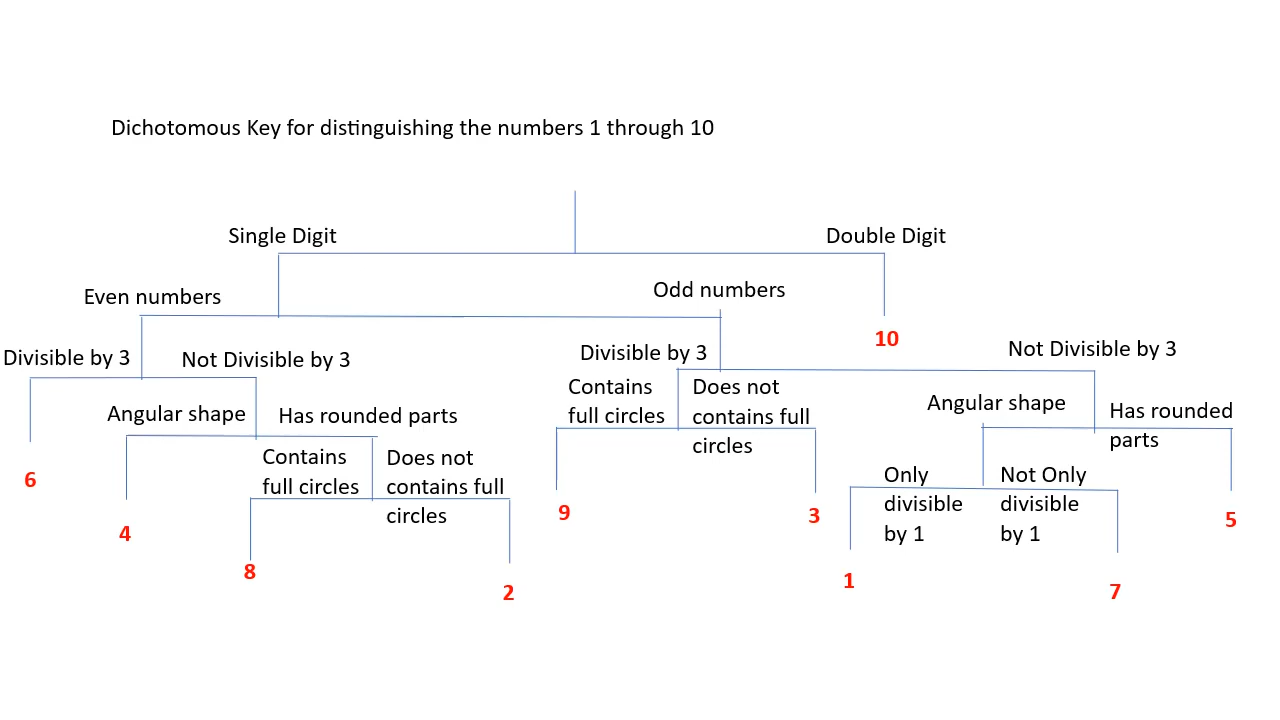 Dichotomous Key for distinguishing the numbers 1 through 10
Single Digit
Double Digit
Even numbers
Odd numbers
10
Divisible by 3
Not Divisible by 3
Divisible by 3
Not Divisible by 3
Angular shape
Has rounded parts
Contains
full circles
Does not
contains full
circles
Angular shape
Has rounded
parts
6
4
Contains
full circles
Does not
contains full
circles
9
3
Only
divisible
by 1
Not Only
divisible
by 1
5
8
2
1
7